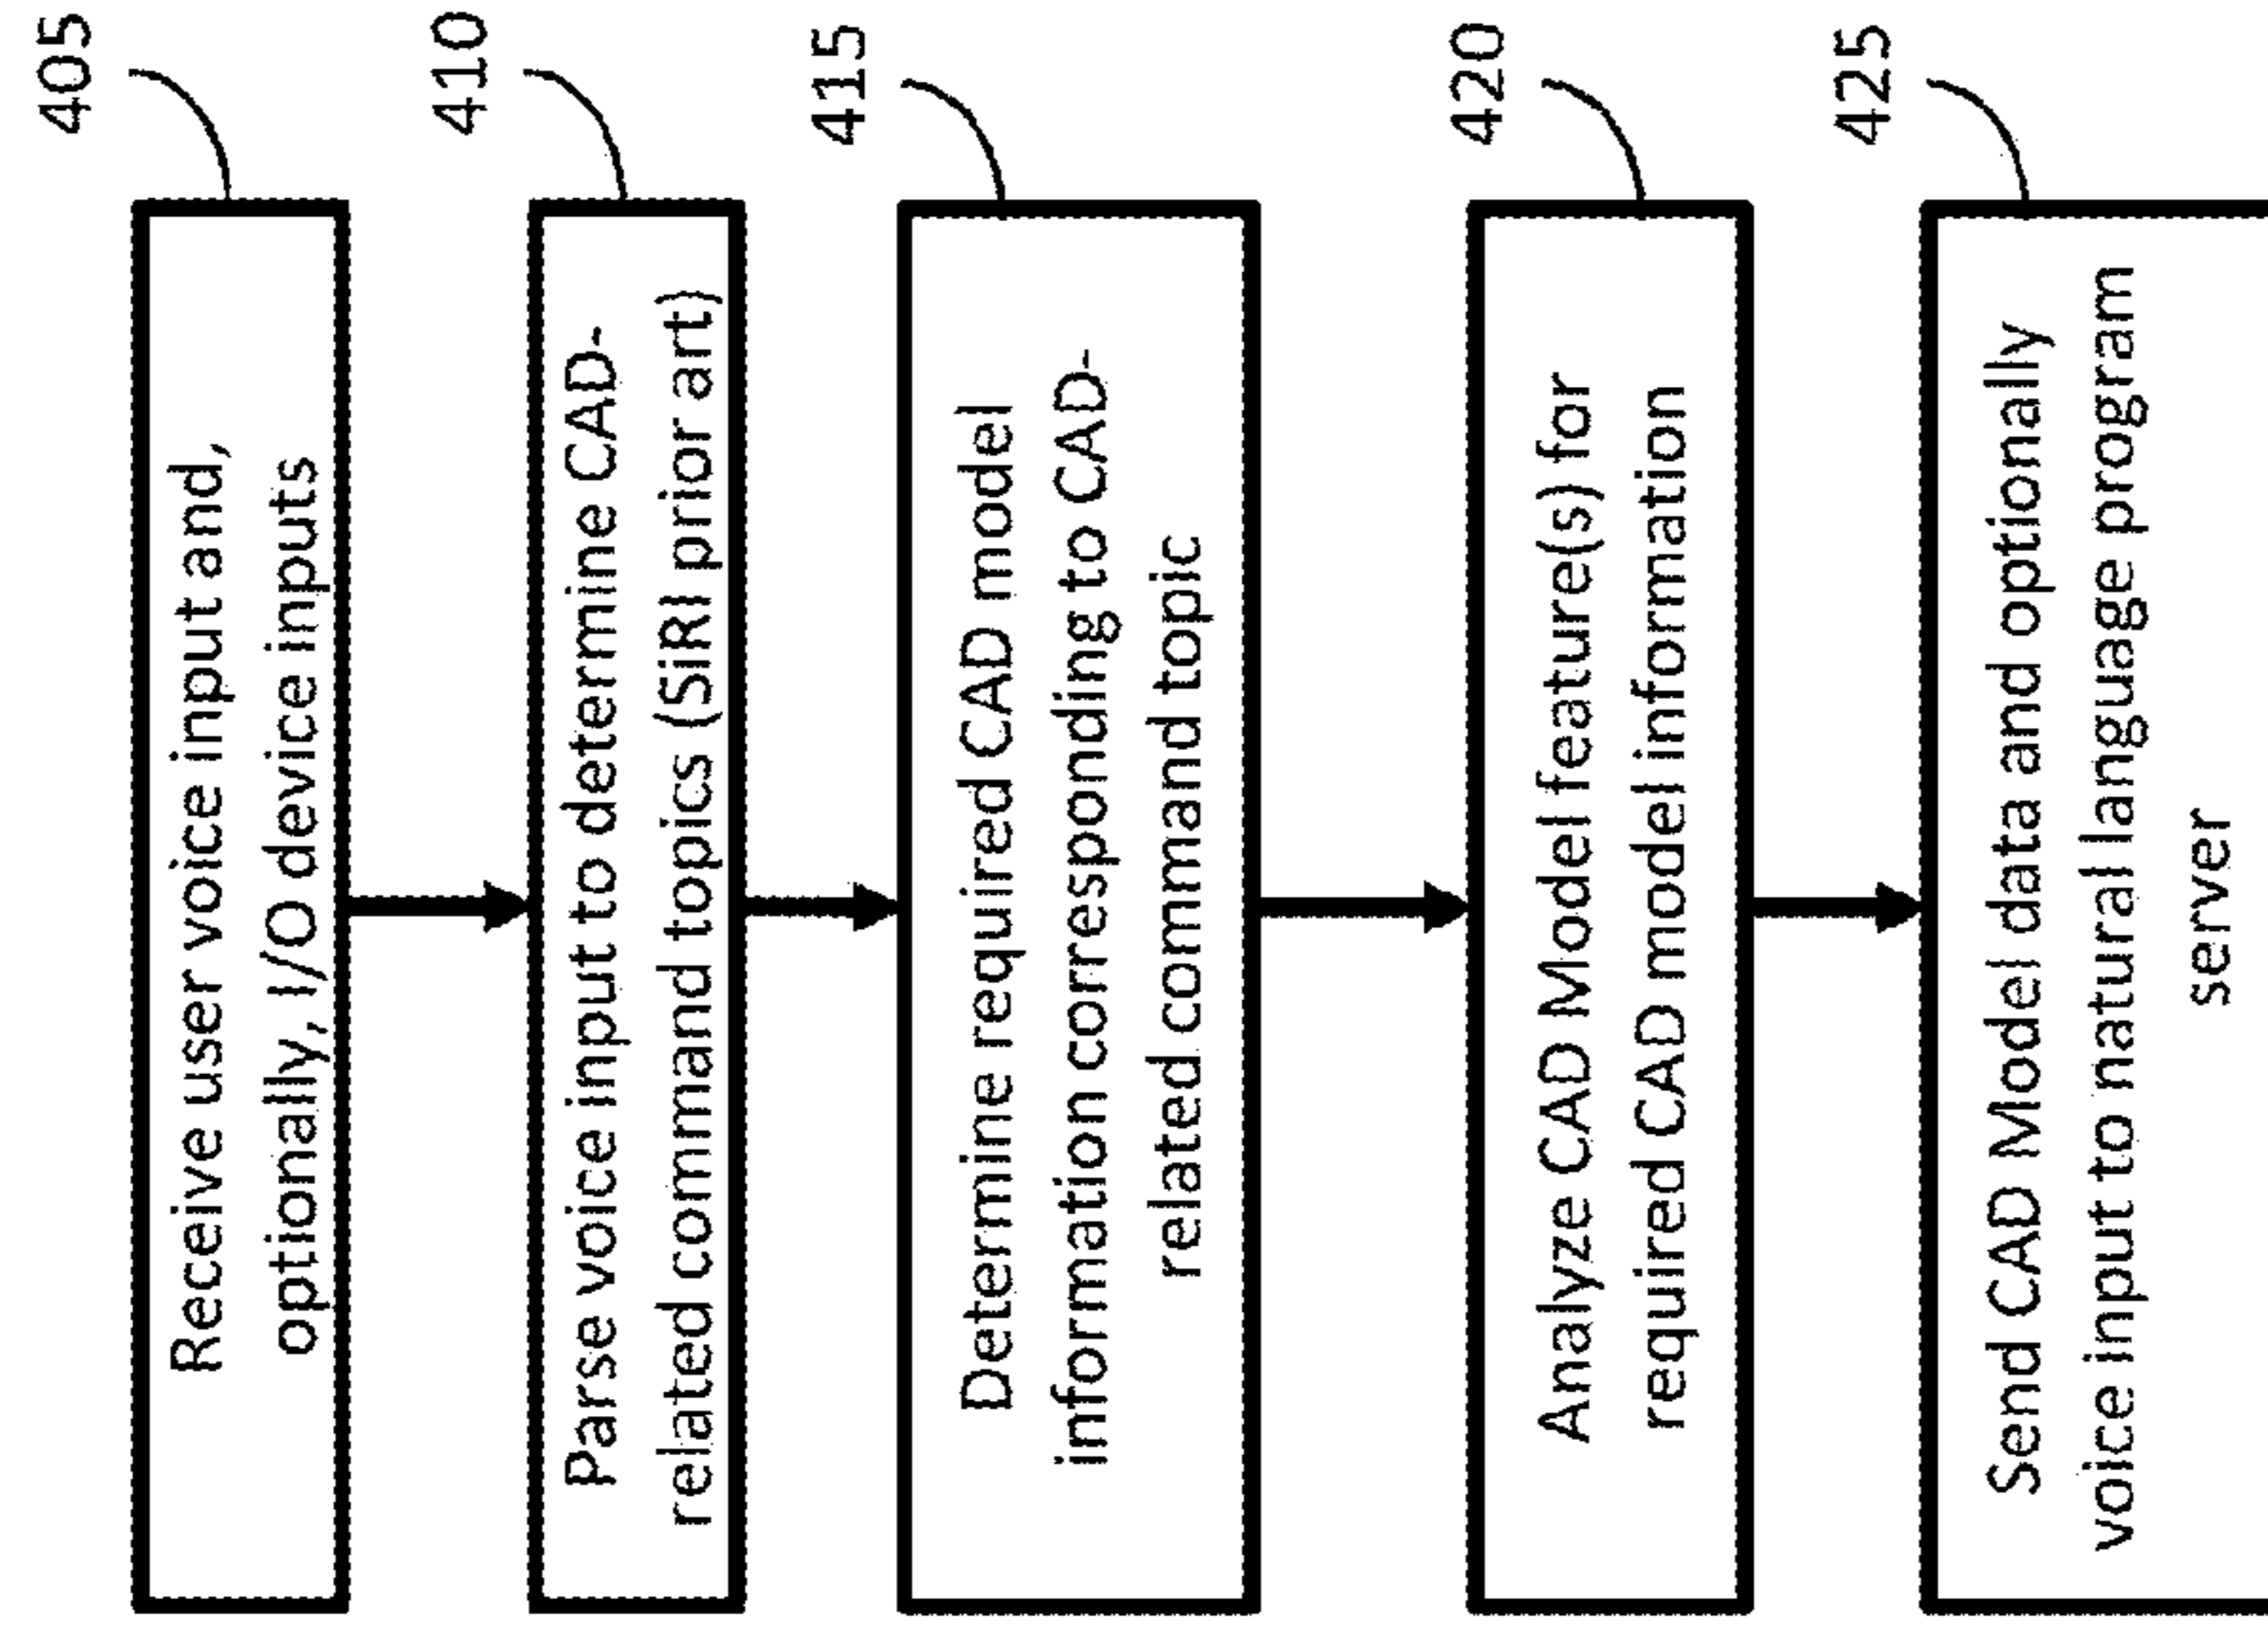 405
Receive user voice input and,
optionally, I/O device inputs
410
Parse voice input to determine CAD-
related command topics (SiRI prior art)
415
Determine required CAD model
information corresponding to CAD-
related command topic
420
Analyze CAD Model feature(s) for
required CAD model information
425
Send CAD Model data and optionally
voice input to natural language program
server